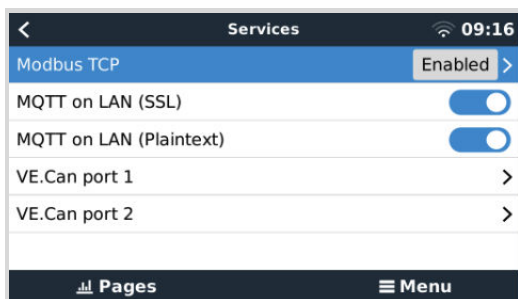 Services 09:16
Modbus TCP Enabled
MQTT on LAN (SSL)
MQTT on LAN (Plaintext)
VE.Can port 1
VE.Can port 2
Pages Menu